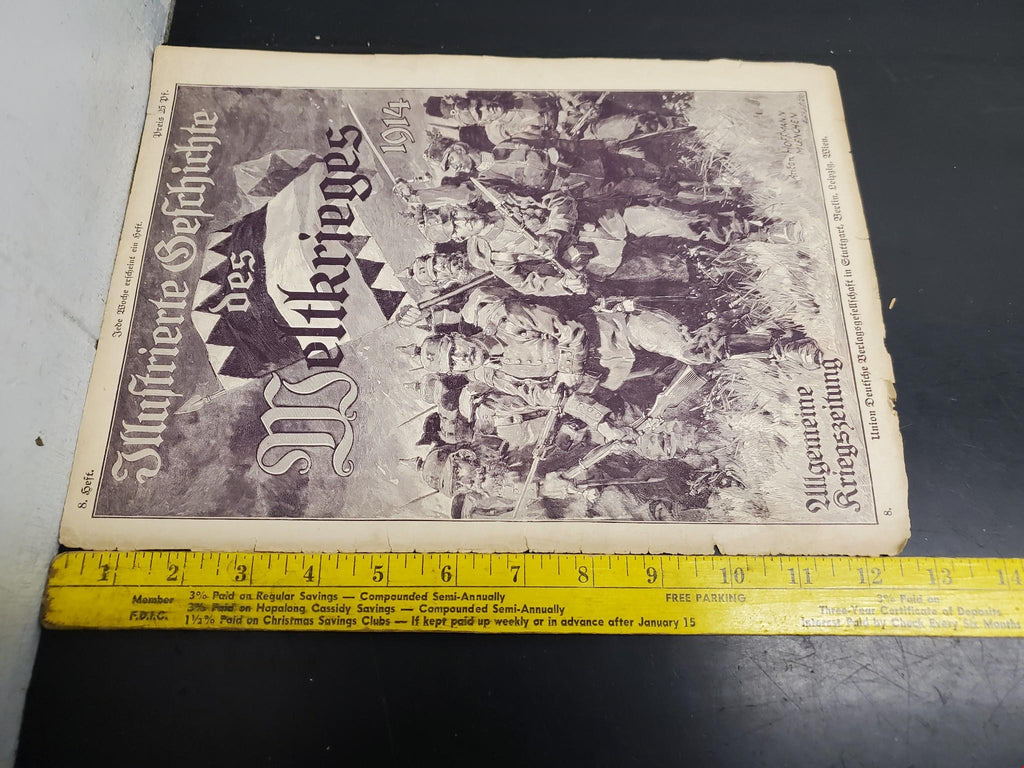 8. Heft.
Jede Woche erscheint ein Heft.
Preis 25 Pf.
Illustrierte Geschichte
des
Weltkrieges
1914
Anton HOFFMANN
MÜNCHEN
Allgemeine
Kriegszeitung
Union Deutsche Verlagsgesellschaft in Stuttgart, Berlin, Leipzig, Wien.
8.
1 2 3 4 5 6 7 8 9 10 11 12 13 14
Member
F.D.I.C.
3% Paid on Regular Savings — Compounded Semi-Annually
3% Paid on Hopalong Cassidy Savings — Compounded Semi-Annually
1½% Paid on Christmas Savings Clubs — If kept paid up weekly or in advance after January 15
FREE PARKING
3% Paid on
Three-Year Certificate of Deposits
Interest Paid by Check Every Six Months